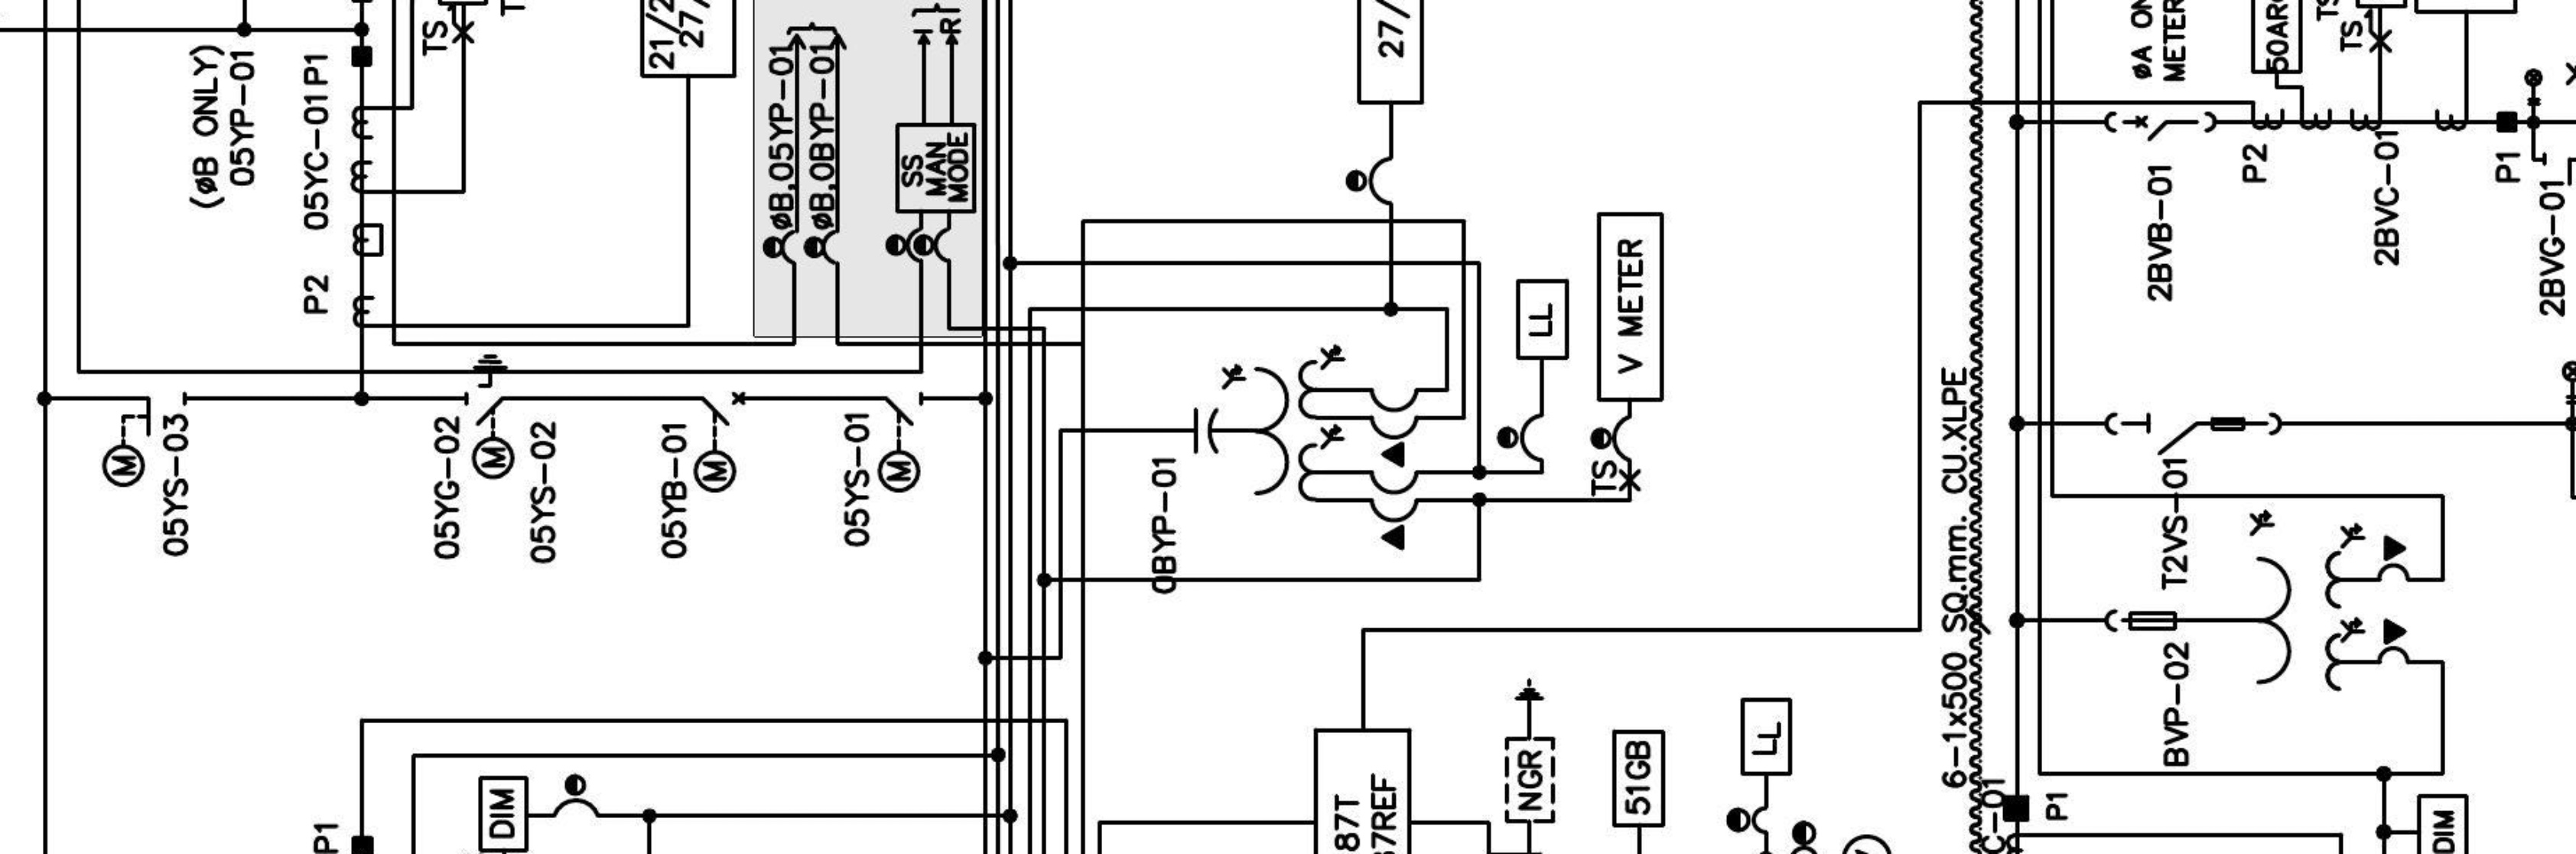 (øB ONLY)
05YP-01
05YC-01
P1
P2
TS
21/2
27/
øB,05YP-01
øB,0BYP-01
I
R
SS
MAN
MODE
27/
LL
V METER
TS
0BYP-01
M
05YS-03
05YG-02
M
05YS-02
05YB-01
M
05YS-01
M
P1
DIM
87T
87REF
NGR
51GB
LL
6-1x500 SQ.mm. CU.XLPE
øA ON
METER
50AR
TS
TS
2BVB-01
P2
2BVC-01
P1
2BVG-01
T2VS-01
BVP-02
C-01
P1
DIM